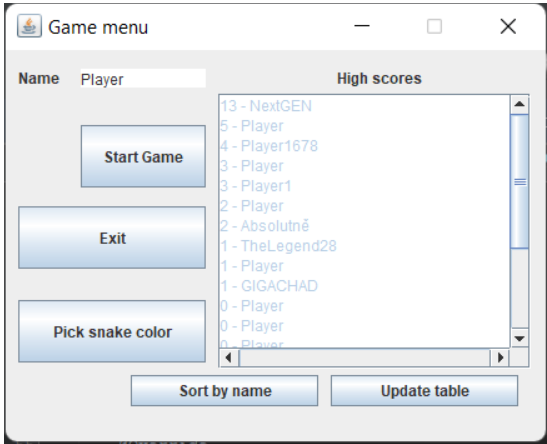 Game menu
Name
Player
High scores
13 - NextGEN
5 - Player
4 - Player1678
3 - Player
3 - Player1
2 - Player
2 - Absolutně
1 - TheLegend28
1 - Player
1 - GIGACHAD
0 - Player
0 - Player
0 - Player
Start Game
Exit
Pick snake color
Sort by name
Update table